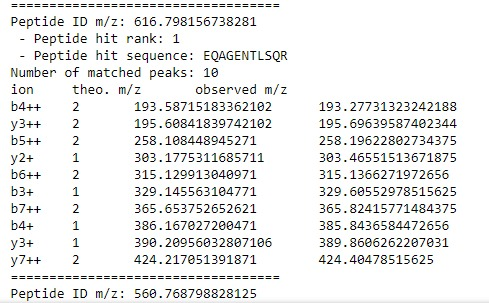 ===================================
Peptide ID m/z: 616.798156738281
- Peptide hit rank: 1
- Peptide hit sequence: EQAGENTLSQR
Number of matched peaks: 10
ion theo. m/z observed m/z
b4++ 2 193.58715183362102 193.27731323242188
y3++ 2 195.60841839742102 195.69639587402344
b5++ 2 258.108448945271 258.19622802734375
y2+ 1 303.1775311685711 303.46551513671875
b6++ 2 315.129913040971 315.1366271972656
b3+ 1 329.145563104771 329.60552978515625
b7++ 2 365.653752652621 365.82415771484375
b4+ 1 386.167027200471 385.8436584472656
y3+ 1 390.20956032807106 389.8606262207031
y7++ 2 424.217051391871 424.40478515625
===================================
Peptide ID m/z: 560.768798828125